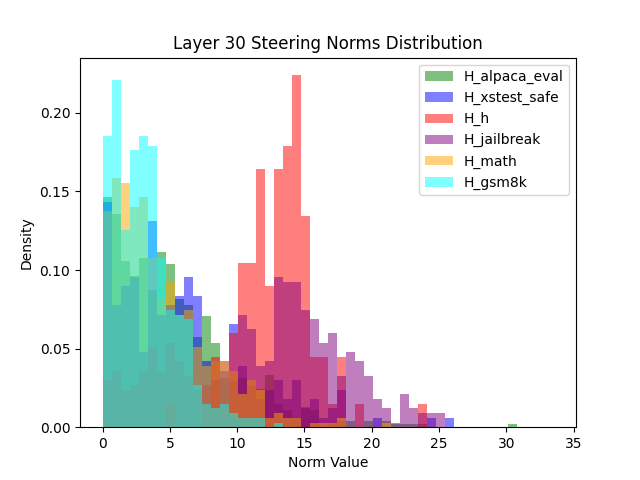 Layer 30 Steering Norms Distribution
H_alpaca_eval
H_xstest_safe
H_h
H_jailbreak
H_math
H_gsm8k
Density
0.20
0.15
0.10
0.05
0.00
0 5 10 15 20 25 30 35
Norm Value